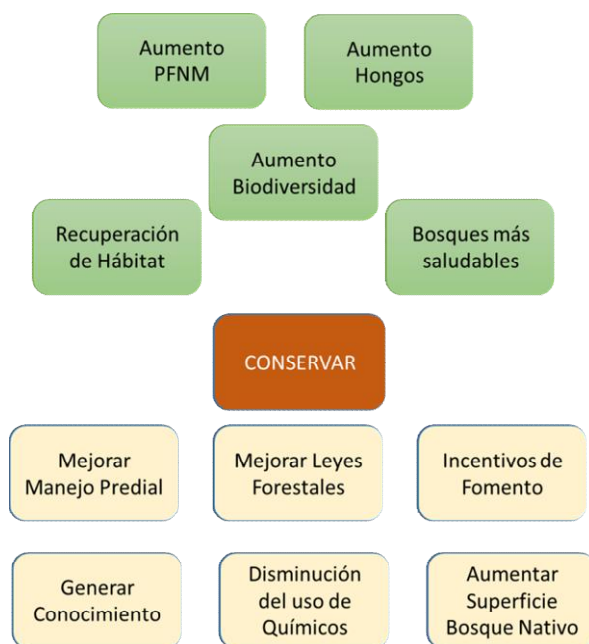 Aumento
PFNM
Aumento
Hongos
Aumento
Biodiversidad
Recuperación
de Hábitat
Bosques más
saludables
CONSERVAR
Mejorar
Manejo Predial
Mejorar Leyes
Forestales
Incentivos de
Fomento
Generar
Conocimiento
Disminución
del uso de
Químicos
Aumentar
Superficie
Bosque Nativo